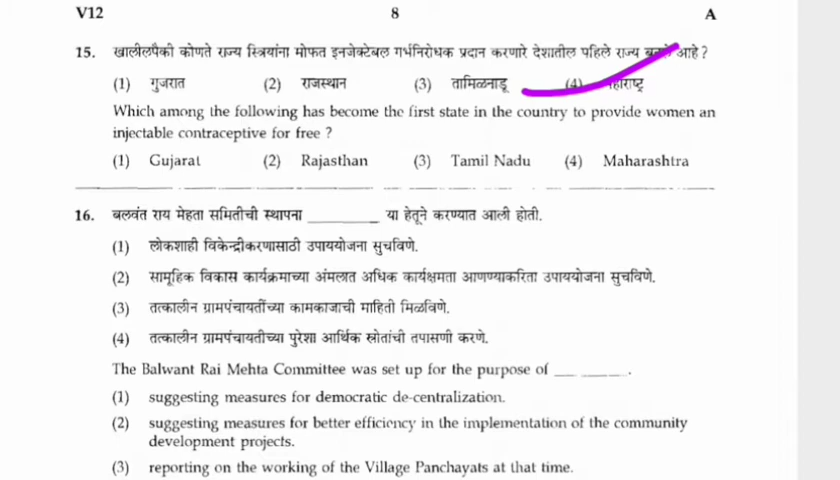 V12 8 A
15. खालीलपैकी कोणते राज्य स्त्रियांना मोफत इनजेक्टेबल गर्भनिरोधक प्रदान करणारे देशातील पहिले राज्य आहे ?
(1) गुजरात (2) राजस्थान (3) तामिळनाडू (4)
Which among the following has become the first state in the country to provide women an
injectable contraceptive for free ?
(1) Gujarat (2) Rajasthan (3) Tamil Nadu (4) Maharashtra
16. बलवंत राय मेहता समितीची स्थापना ________ या हेतूने करण्यात आली होती.
(1) लोकशाही विकेन्द्रीकरणासाठी उपाययोजना सुचविणे.
(2) सामूहिक विकास कार्यक्रमाच्या अंमलात अधिक कार्यक्षमता आणण्याकरिता उपाययोजना सुचविणे.
(3) तत्कालीन ग्रामपंचायतींच्या कामकाजाची माहिती मिळविणे.
(4) तत्कालीन ग्रामपंचायतीच्या पुरेशा आर्थिक स्रोतांची तपासणी करणे.
The Balwant Rai Mehta Committee was set up for the purpose of ________.
(1) suggesting measures for democratic de-centralization.
(2) suggesting measures for better efficiency in the implementation of the community
development projects.
(3) reporting on the working of the Village Panchayats at that time.